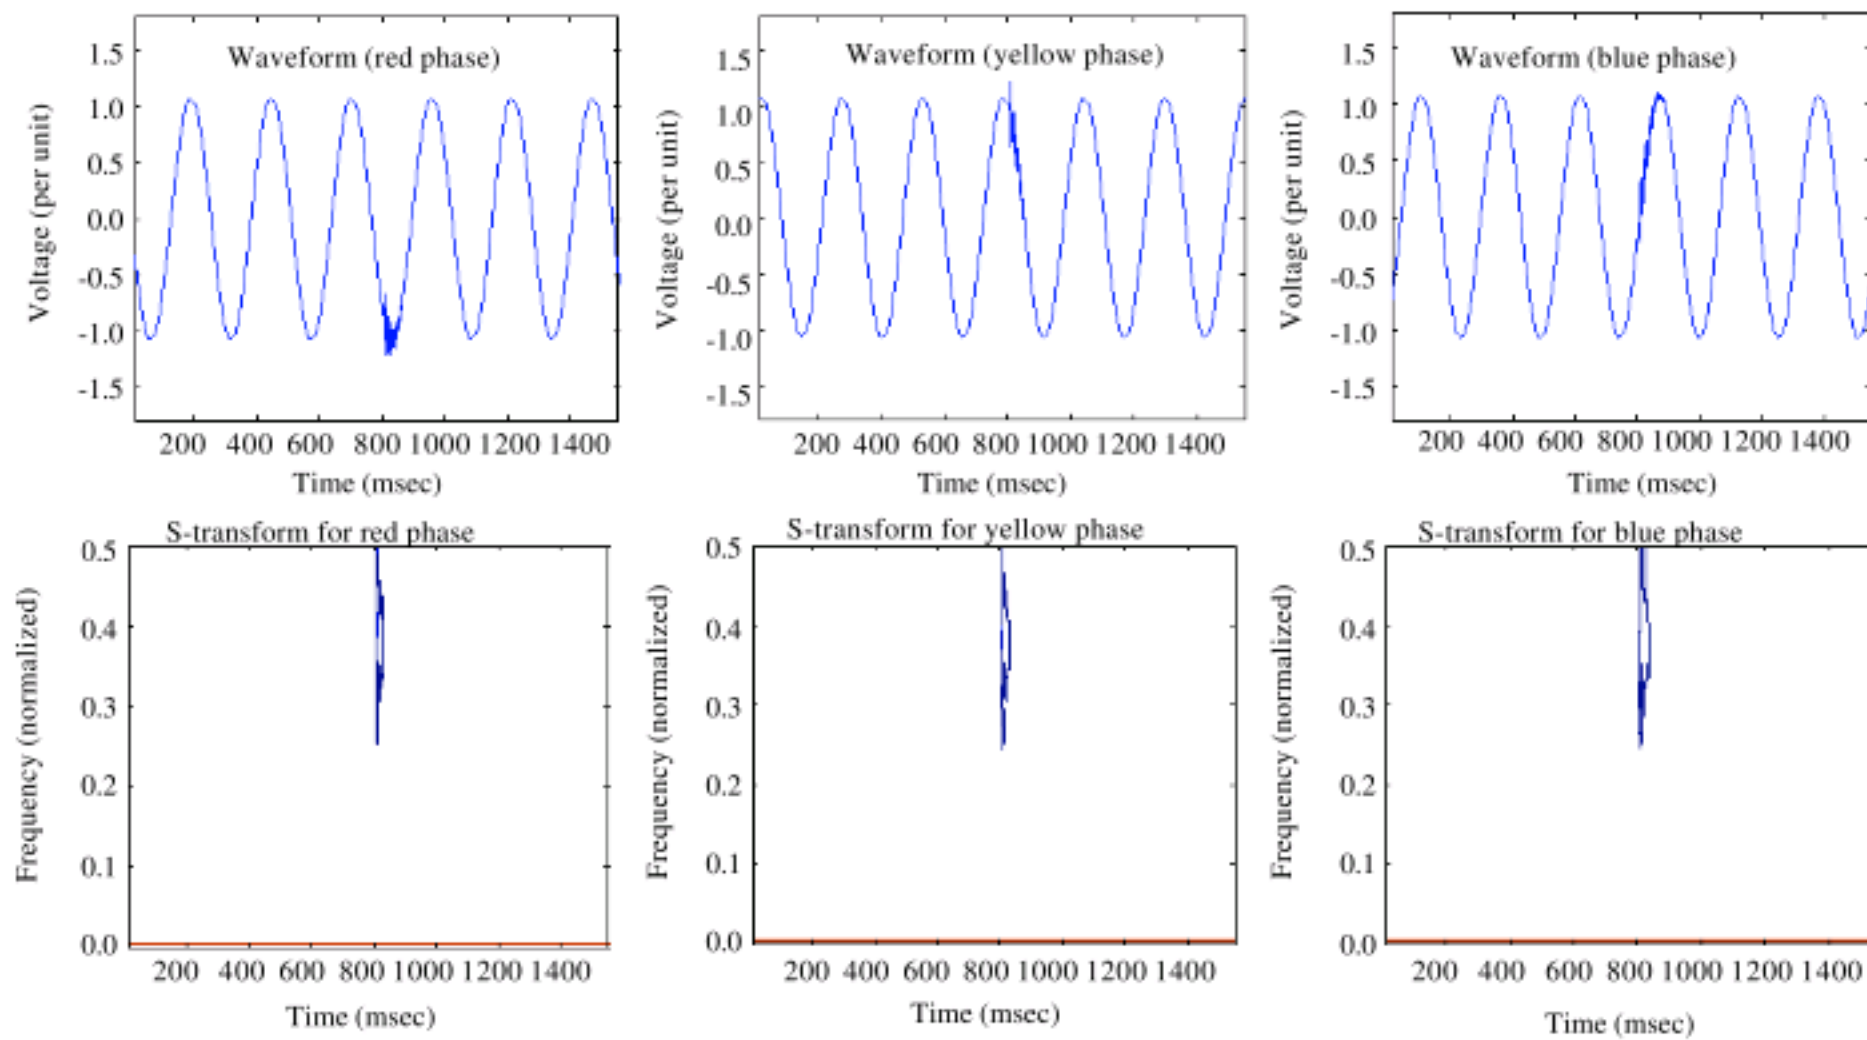 Waveform (red phase)
Voltage (per unit)
1.5
1.0
0.5
0.0
-0.5
-1.0
-1.5
200 400 600 800 1000 1200 1400
Time (msec)
Waveform (yellow phase)
Voltage (per unit)
1.5
1.0
0.5
0.0
-0.5
-1.0
-1.5
200 400 600 800 1000 1200 1400
Time (msec)
Waveform (blue phase)
Voltage (per unit)
1.5
1.0
0.5
0.0
-0.5
-1.0
-1.5
200 400 600 800 1000 1200 1400
Time (msec)
S-transform for red phase
Frequency (normalized)
0.5
0.4
0.3
0.2
0.1
0.0
200 400 600 800 1000 1200 1400
Time (msec)
S-transform for yellow phase
Frequency (normalized)
0.5
0.4
0.3
0.2
0.1
0.0
200 400 600 800 1000 1200 1400
Time (msec)
S-transform for blue phase
Frequency (normalized)
0.5
0.4
0.3
0.2
0.1
0.0
200 400 600 800 1000 1200 1400
Time (msec)